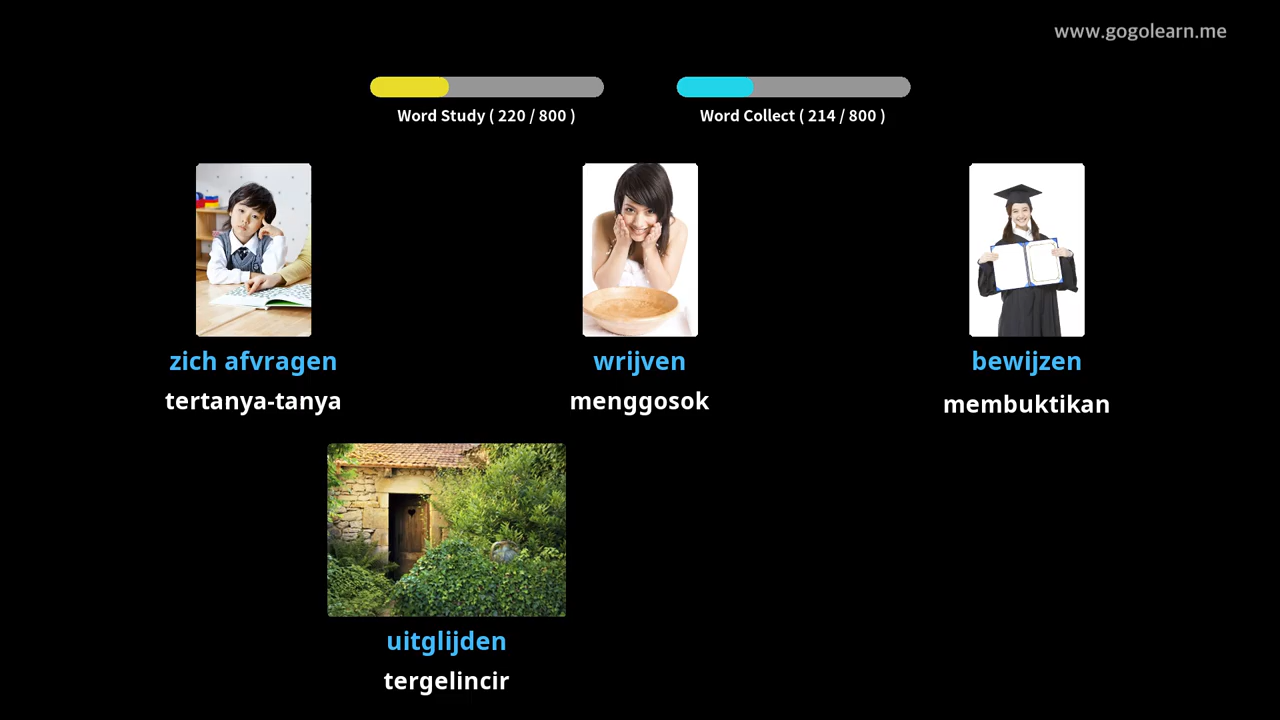 www.gogolearn.me
Word Study ( 220 / 800 )
Word Collect ( 214 / 800 )
zich afvragen
tertanya-tanya
wrijven
menggosok
bewijzen
membuktikan
uitglijden
tergelincir